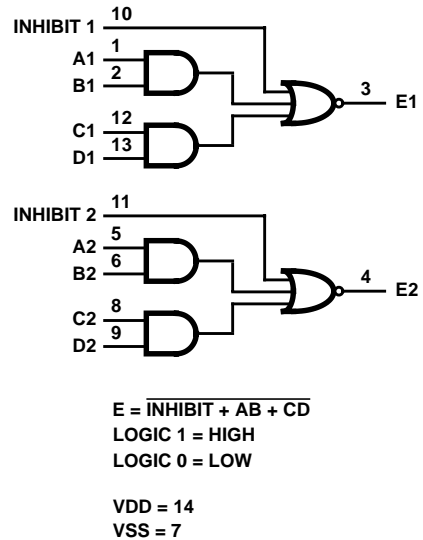 INHIBIT 1 10
A1 1
B1 2
C1 12
D1 13
3 E1
INHIBIT 2 11
A2 5
B2 6
C2 8
D2 9
4 E2
E = INHIBIT + AB + CD
LOGIC 1 = HIGH
LOGIC 0 = LOW
VDD = 14
VSS = 7